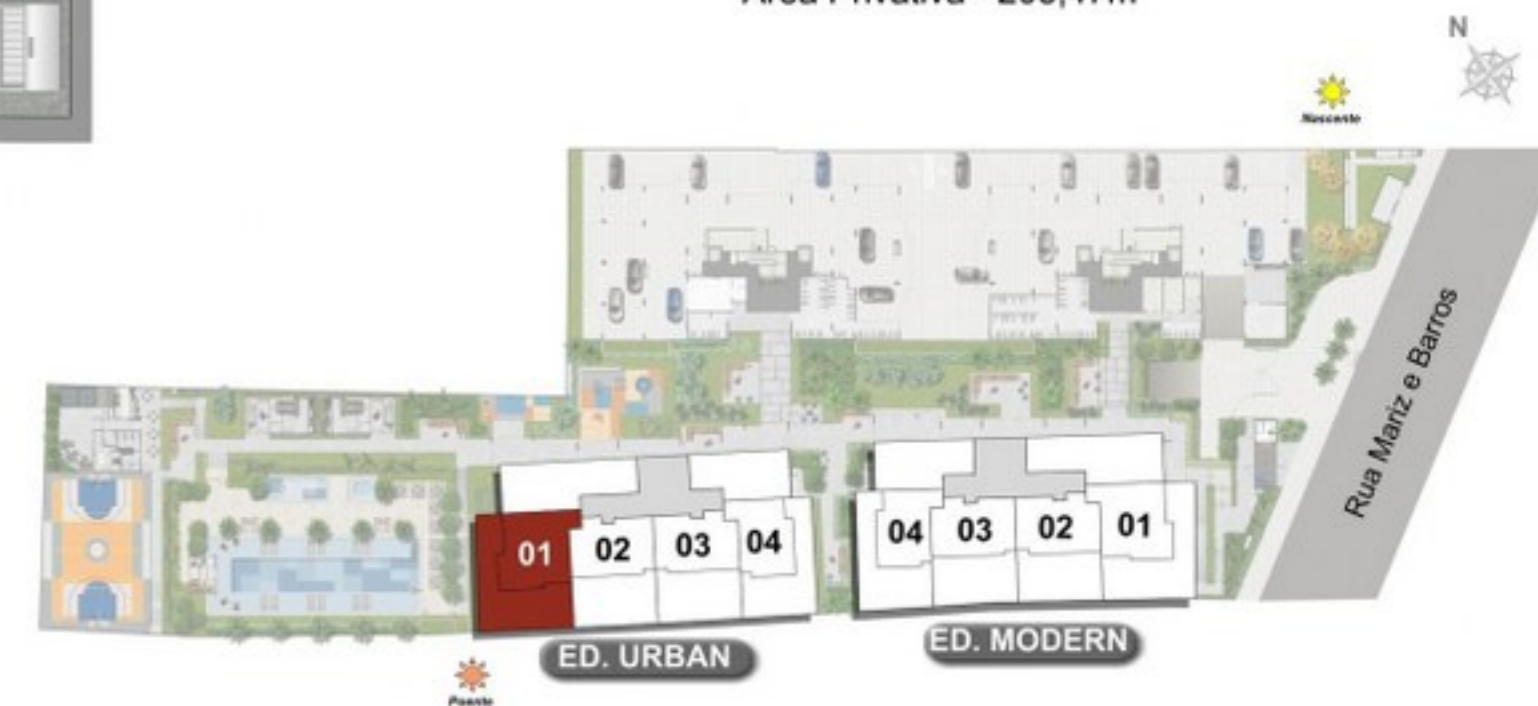 N
Nascente
Rua Mariz e Barros
01
02
03
04
04
03
02
01
ED. URBAN
ED. MODERN
Poente